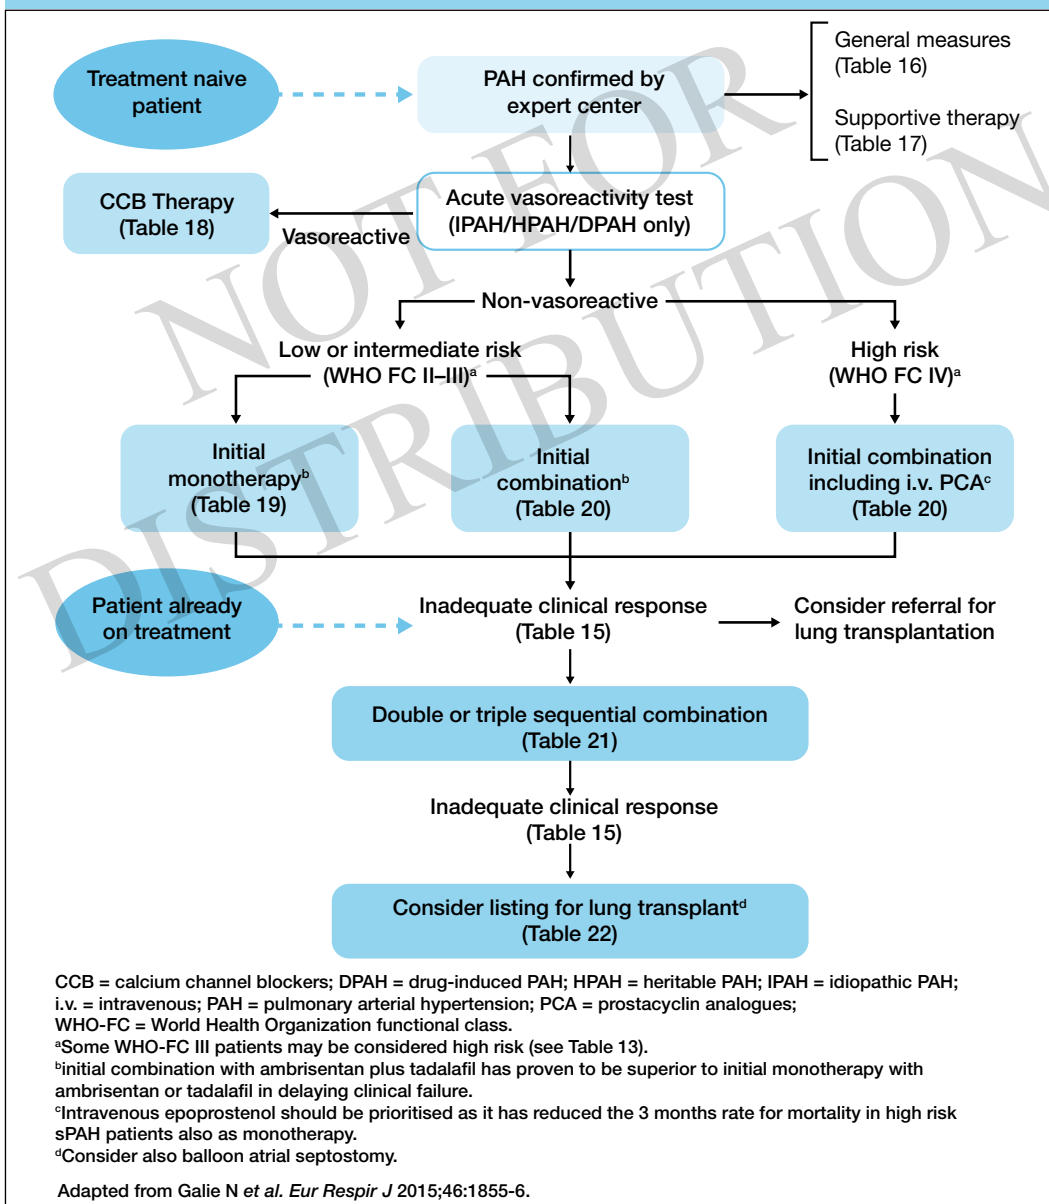 Treatment naive
patient
PAH confirmed by
expert center
General measures
(Table 16)
Supportive therapy
(Table 17)
CCB Therapy
(Table 18)
Vasoreactive
Acute vasoreactivity test
(IPAH/HPAH/DPAH only)
Non-vasoreactive
Low or intermediate risk
(WHO FC II–III)ᵃ
High risk
(WHO FC IV)ᵃ
Initial
monotherapyᵇ
(Table 19)
Initial
combinationᵇ
(Table 20)
Initial combination
including i.v. PCAᶜ
(Table 20)
Patient already
on treatment
Inadequate clinical response
(Table 15)
Consider referral for
lung transplantation
Double or triple sequential combination
(Table 21)
Inadequate clinical response
(Table 15)
Consider listing for lung transplantᵈ
(Table 22)
CCB = calcium channel blockers; DPAH = drug-induced PAH; HPAH = heritable PAH; IPAH = idiopathic PAH;
i.v. = intravenous; PAH = pulmonary arterial hypertension; PCA = prostacyclin analogues;
WHO-FC = World Health Organization functional class.
ᵃSome WHO-FC III patients may be considered high risk (see Table 13).
ᵇinitial combination with ambrisentan plus tadalafil has proven to be superior to initial monotherapy with
ambrisentan or tadalafil in delaying clinical failure.
ᶜIntravenous epoprostenol should be prioritised as it has reduced the 3 months rate for mortality in high risk
sPAH patients also as monotherapy.
ᵈConsider also balloon atrial septostomy.
Adapted from Galie N et al. Eur Respir J 2015;46:1855-6.
NOT FOR
DISTRIBUTION